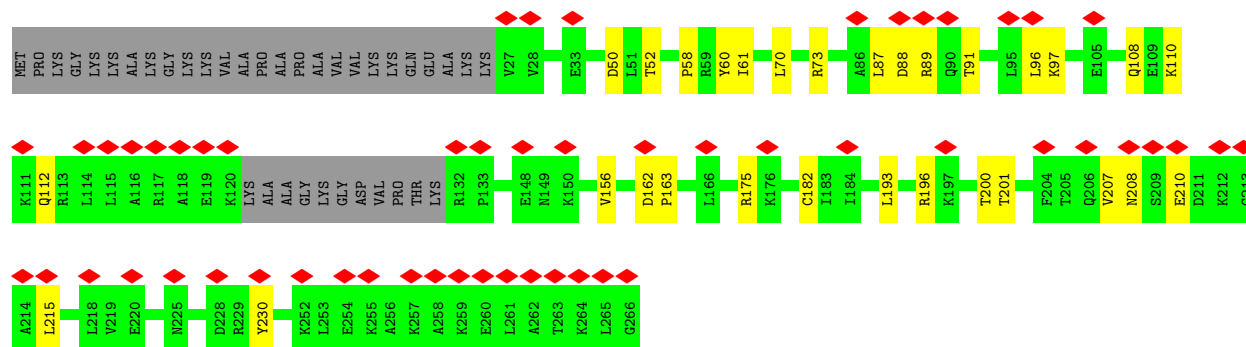 MET PRO LYS LYS GLY LYS LYS ALA LYS GLY LYS LYS VAL ALA PRO ALA PRO ALA VAL VAL LYS LYS GLN GLU ALA LYS LYS V27 V28 E33 D50 L51 T52 P58 R59 Y60 I61 L70 R73 A86 L87 D88 R89 Q90 T91 L95 L96 K97 E105 Q108 E109 K110
K111 Q112 R113 L114 L115 A116 R117 A118 E119 K120 LYS ALA ALA GLY LYS GLY ASP VAL PRO THR LYS R132 P133 E148 N149 K150 V156 D162 P163 L166 R175 K176 C182 I183 I184 L193 R196 K197 T200 T201 F204 T205 Q206 V207 N208 S209 E210 D211 K212 G213
A214 L215 L218 V219 E220 N225 D228 R229 Y230 K252 L253 E254 K255 A256 K257 A258 K259 E260 L261 A262 T263 K264 L265 G266